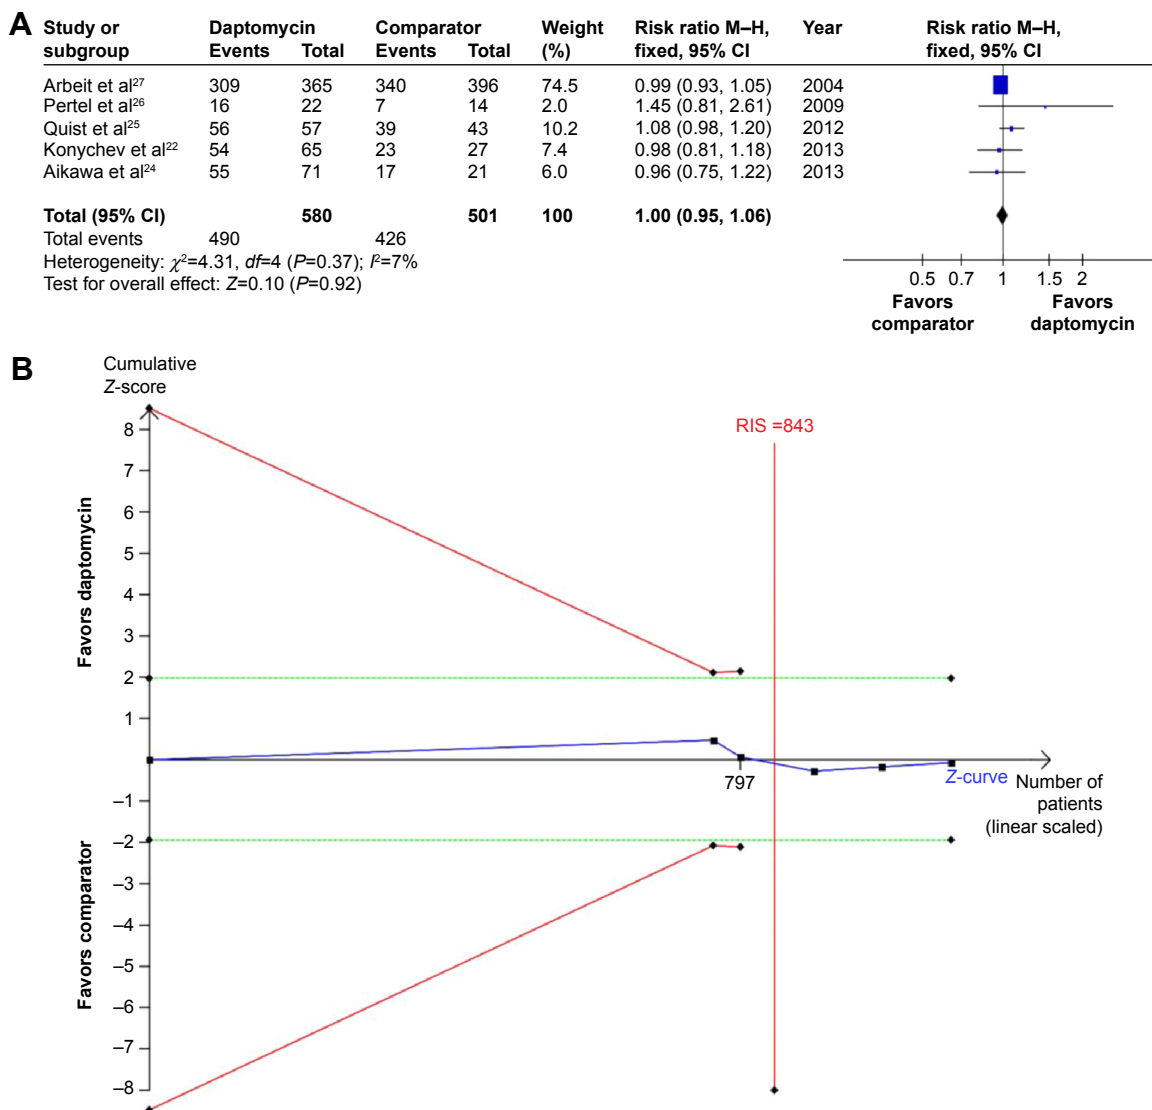 A
Study or subgroup Daptomycin Comparator Weight (%) Risk ratio M–H, fixed, 95% CI Year Risk ratio M–H, fixed, 95% CI
Events Total Events Total
Arbeit et al27 309 365 340 396 74.5 0.99 (0.93, 1.05) 2004
Pertel et al26 16 22 7 14 2.0 1.45 (0.81, 2.61) 2009
Quist et al25 56 57 39 43 10.2 1.08 (0.98, 1.20) 2012
Konychev et al22 54 65 23 27 7.4 0.98 (0.81, 1.18) 2013
Aikawa et al24 55 71 17 21 6.0 0.96 (0.75, 1.22) 2013
Total (95% CI) 580 501 100 1.00 (0.95, 1.06)
Total events 490 426
Heterogeneity: χ2=4.31, df=4 (P=0.37); I2=7%
Test for overall effect: Z=0.10 (P=0.92)
0.5 0.7 1 1.5 2
Favors comparator
Favors daptomycin
B
Cumulative
Z-score
RIS =843
8
7
6
5
4
3
2
1
–1
–2
–3
–4
–5
–6
–7
–8
Favors daptomycin
Favors comparator
797
Z-curve
Number of
patients
(linear scaled)